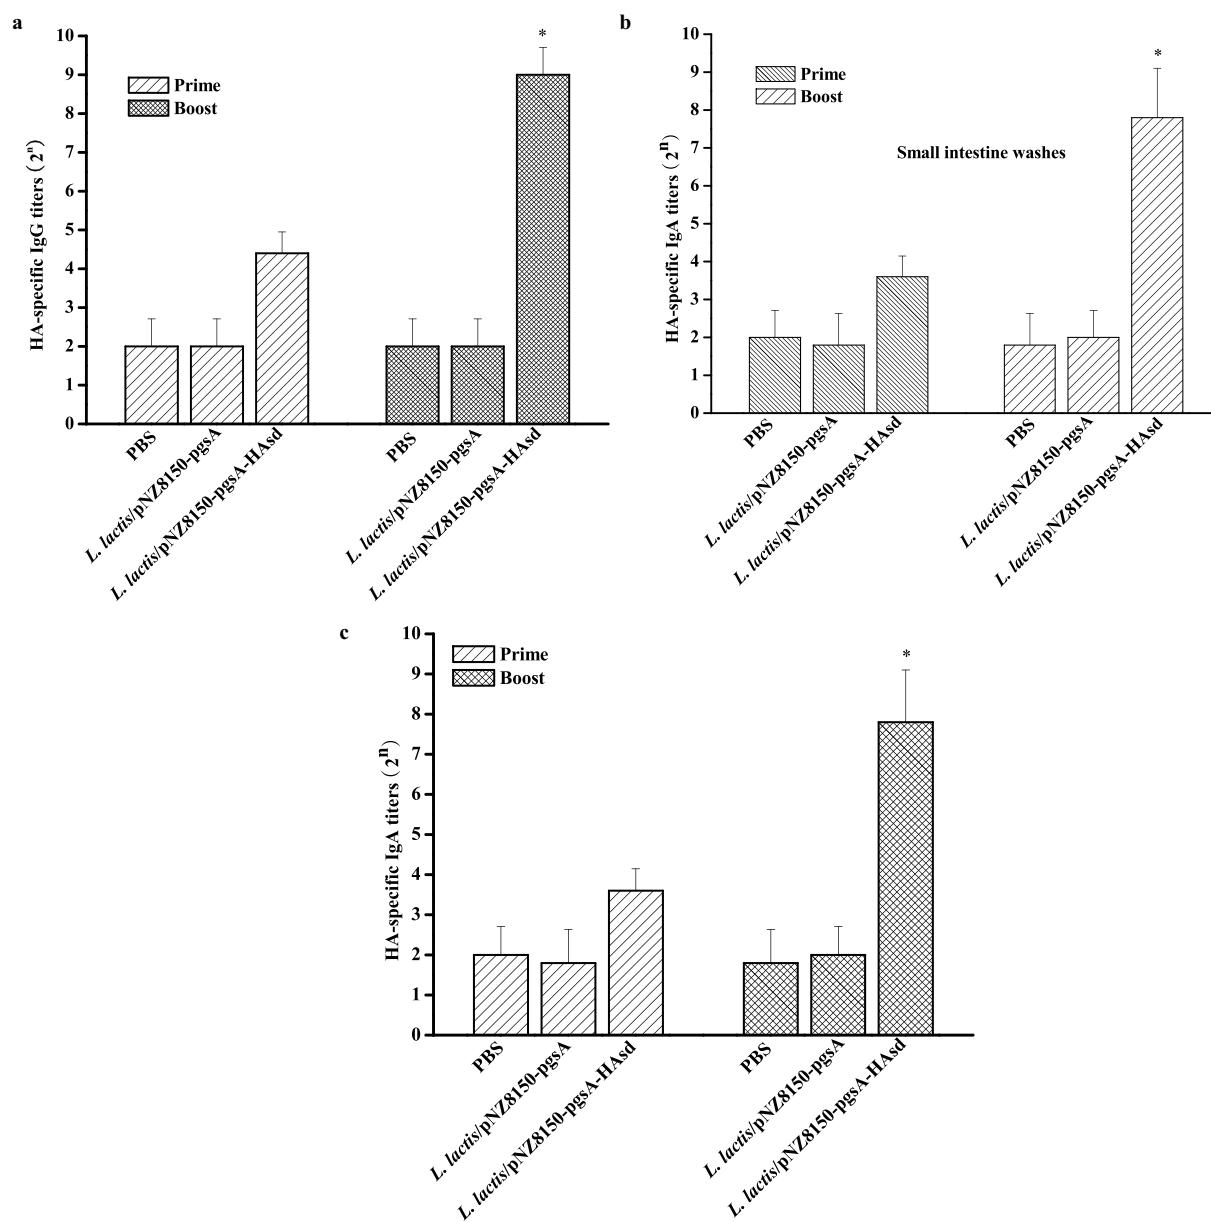 a
10
9
8
7
6
5
4
3
2
1
0
HA-specific IgG titers (2ⁿ)
Prime
Boost
*
PBS
L. lactis/pNZ8150-pgsA
L. lactis/pNZ8150-pgsA-HAsd
PBS
L. lactis/pNZ8150-pgsA
L. lactis/pNZ8150-pgsA-HAsd
b
10
9
8
7
6
5
4
3
2
1
0
HA-specific IgA titers (2ⁿ)
Prime
Boost
*
Small intestine washes
PBS
L. lactis/pNZ8150-pgsA
L. lactis/pNZ8150-pgsA-HAsd
PBS
L. lactis/pNZ8150-pgsA
L. lactis/pNZ8150-pgsA-HAsd
c
10
9
8
7
6
5
4
3
2
1
0
HA-specific IgA titers (2ⁿ)
Prime
Boost
*
PBS
L. lactis/pNZ8150-pgsA
L. lactis/pNZ8150-pgsA-HAsd
PBS
L. lactis/pNZ8150-pgsA
L. lactis/pNZ8150-pgsA-HAsd